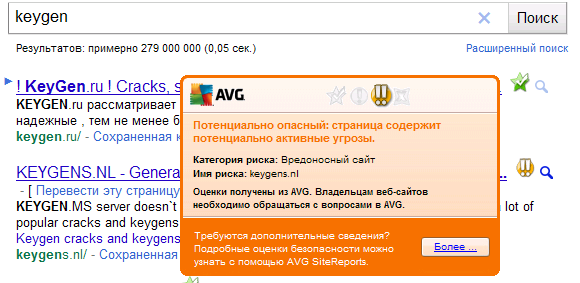 keygen
Поиск
Результатов: примерно 279 000 000 (0,05 сек.)
Расширенный поиск
! KeyGen.ru ! Cracks, s
KEYGEN.ru рассматривает
надежные , тем не менее б
keygen.ru/ - Сохраненная к
AVG
Потенциально опасный: страница содержит
потенциально активные угрозы.
Категория риска: Вредоносный сайт
Имя риска: keygens.nl
Оценки получены из AVG. Владельцам веб-сайтов
необходимо обращаться с вопросами в AVG.
Требуются дополнительные сведения?
Подробные оценки безопасности можно
узнать с помощью AVG SiteReports.
Более ...
KEYGENS.NL - Genera
- [ Перевести эту страницу
KEYGEN.MS server doesn`t
lot of
popular cracks and keygens
Keygen cracks and keygens
keygens.nl/ - Сохраненная